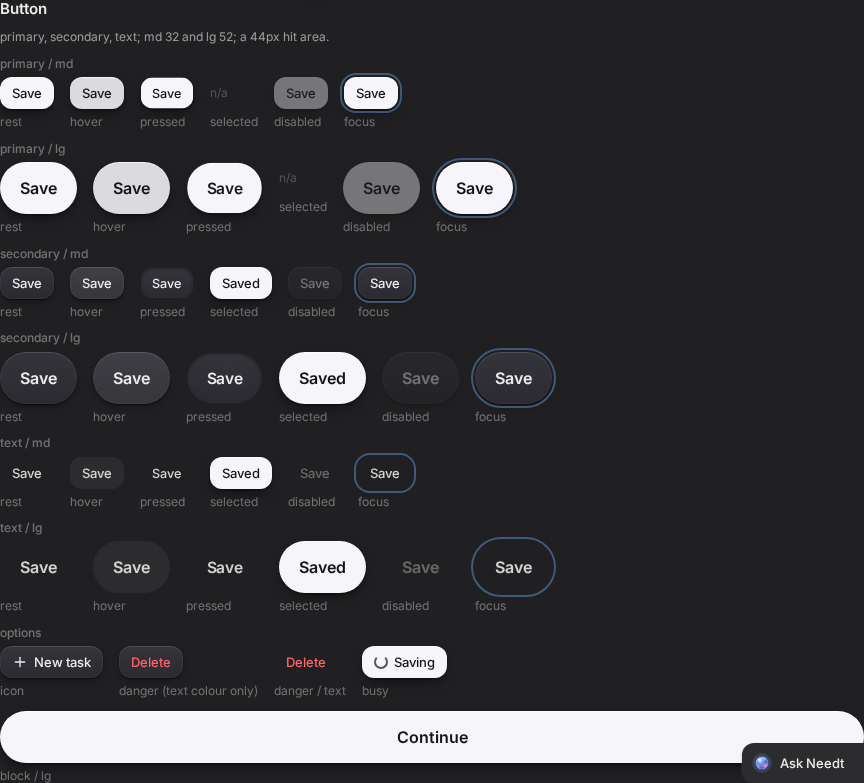 Button
primary, secondary, text; md 32 and lg 52; a 44px hit area.
primary / md
Save Save Save n/a Save Save
rest hover pressed selected disabled focus
primary / lg
Save Save Save n/a Save Save
rest hover pressed selected disabled focus
secondary / md
Save Save Save Saved Save Save
rest hover pressed selected disabled focus
secondary / lg
Save Save Save Saved Save Save
rest hover pressed selected disabled focus
text / md
Save Save Save Saved Save Save
rest hover pressed selected disabled focus
text / lg
Save Save Save Saved Save Save
rest hover pressed selected disabled focus
options
New task Delete Delete Saving
icon danger (text colour only) danger / text busy
Continue
Ask Needt
block / lg